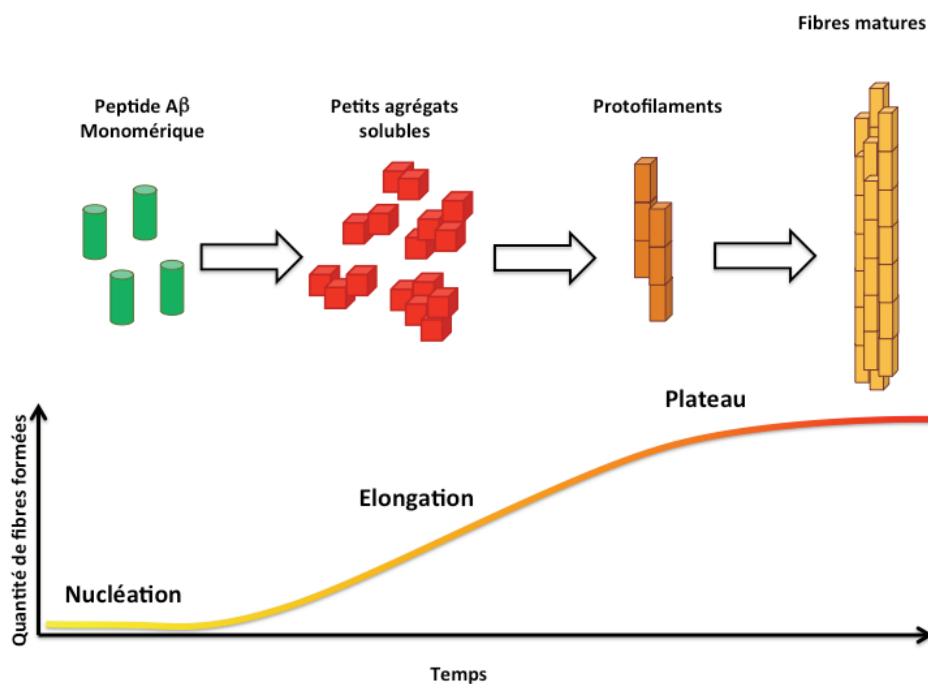 Fibres matures
Peptide Aβ
Monomérique
Petits agrégats
solubles
Protofilaments
Plateau
Elongation
Nucléation
Quantité de fibres formées
Temps